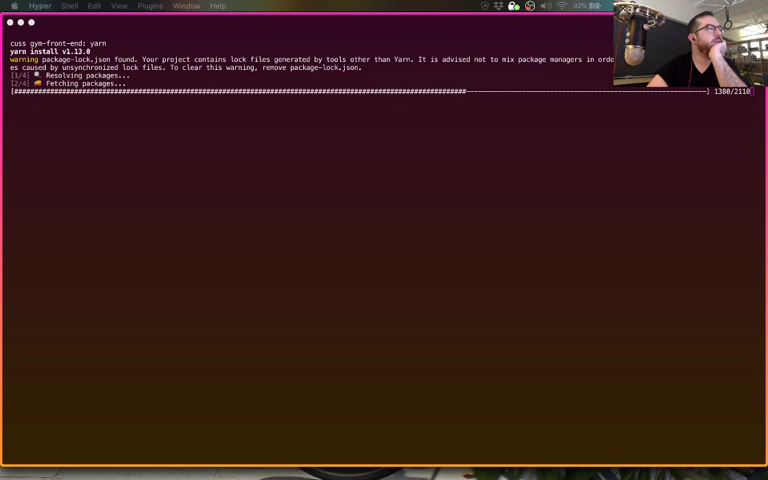 Hyper Shell Edit View Plugins Window Help
92%
cuss gym-front-end: yarn
yarn install v1.13.0
warning package-lock.json found. Your project contains lock files generated by tools other than Yarn. It is advised not to mix package managers in orde
es caused by unsynchronized lock files. To clear this warning, remove package-lock.json.
[1/4] 🔍 Resolving packages...
[2/4] 🚚 Fetching packages...
1380/2110